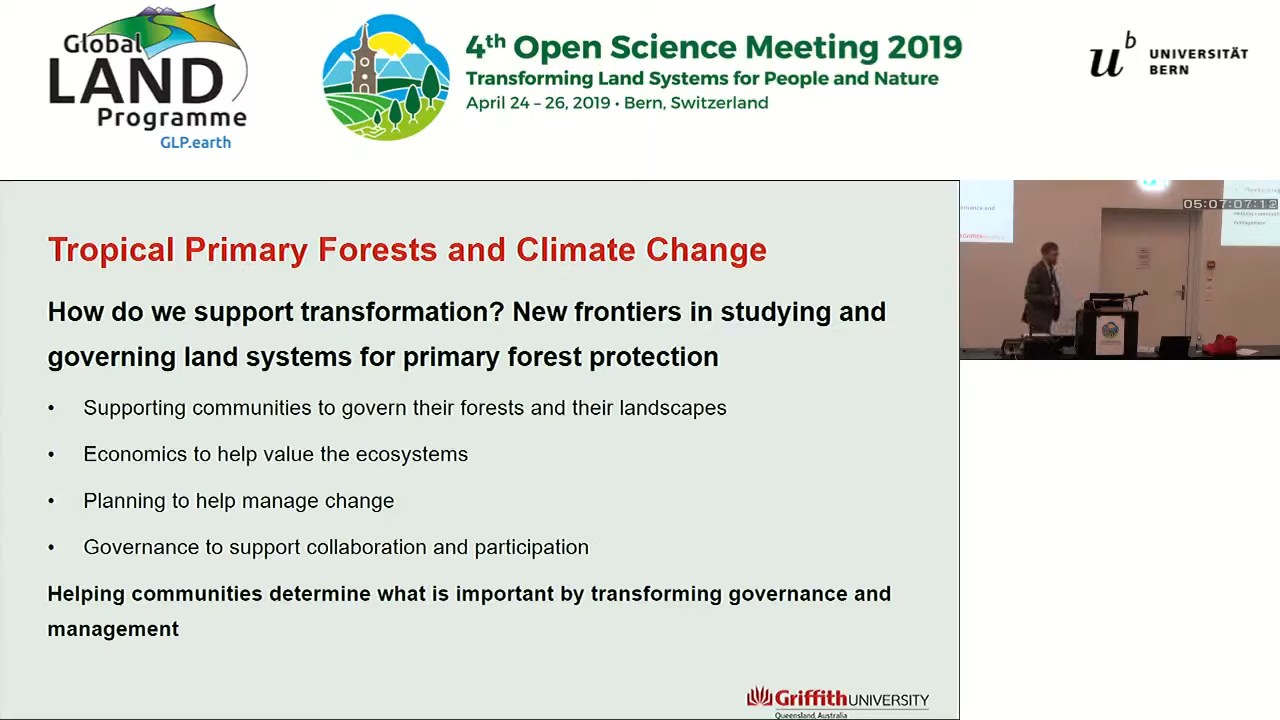 Global
LAND
Programme
GLP.earth
4th Open Science Meeting 2019
Transforming Land Systems for People and Nature
April 24 – 26, 2019 • Bern, Switzerland
u b
UNIVERSITÄT
BERN
05:07:07:12
Tropical Primary Forests and Climate Change
How do we support transformation? New frontiers in studying and
governing land systems for primary forest protection
• Supporting communities to govern their forests and their landscapes
• Economics to help value the ecosystems
• Planning to help manage change
• Governance to support collaboration and participation
Helping communities determine what is important by transforming governance and
management
Griffith UNIVERSITY
Queensland, Australia